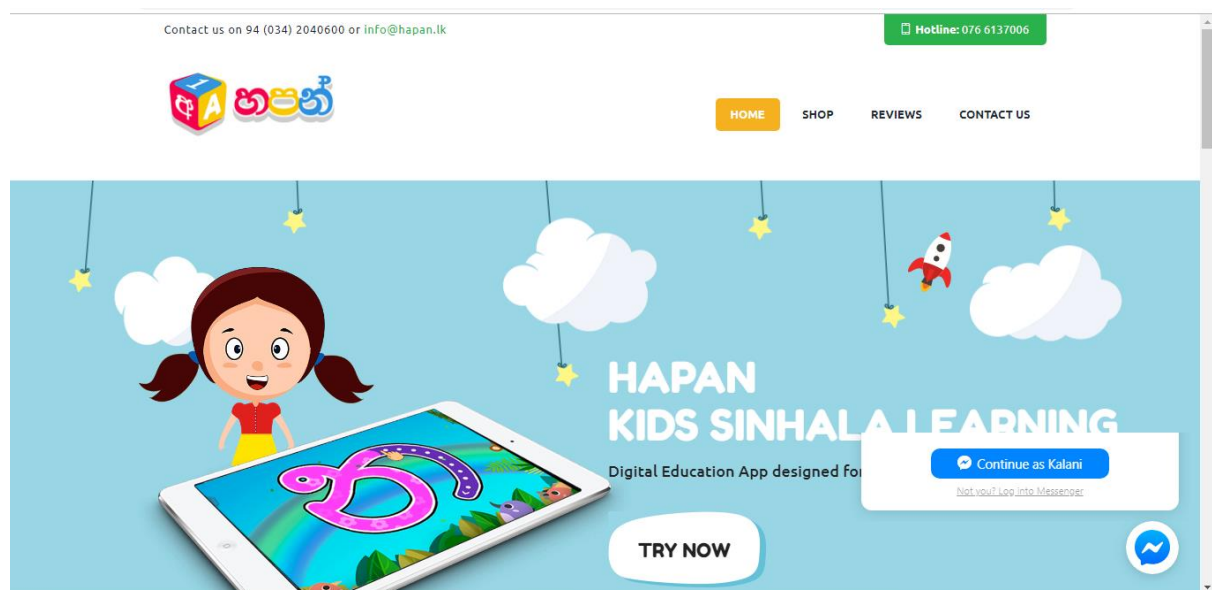 Contact us on 94 (034) 2040600 or info@hapan.lk
Hotline: 076 6137006
1 අ A හපන්
HOME SHOP REVIEWS CONTACT US
HAPAN
KIDS SINHALA LEARNING
Digital Education App designed for
Continue as Kalani
Not you? Log into Messenger
TRY NOW